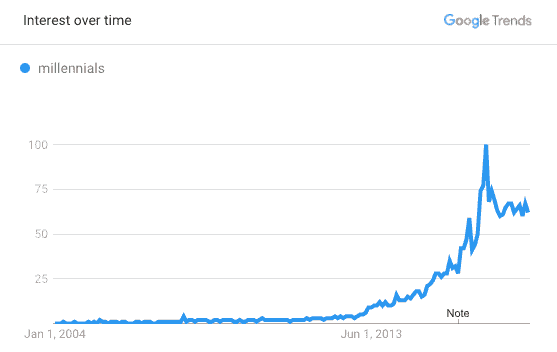 Interest over time
Google Trends
millennials
100
75
50
25
Note
Jan 1, 2004
Jun 1, 2013